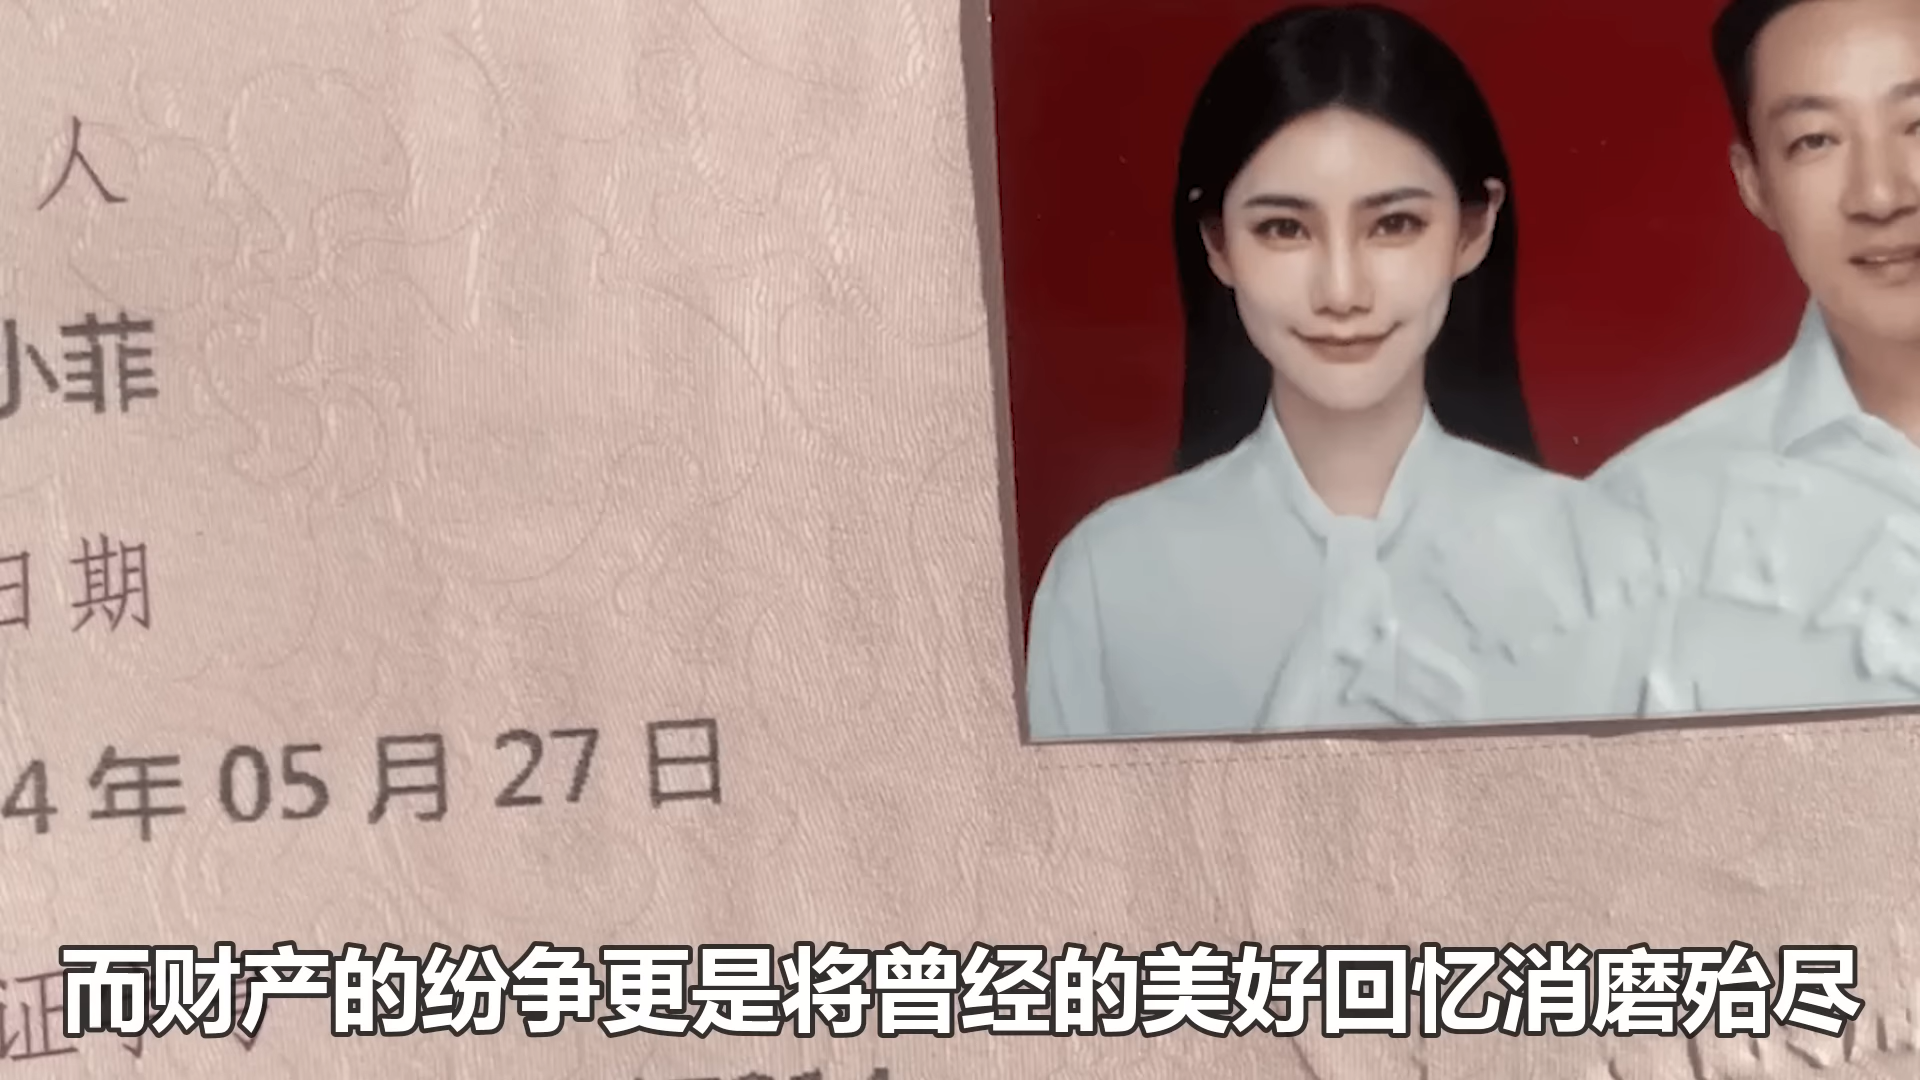 人
小菲
日期
4年05月27日
而财产的纷争更是将曾经的美好回忆消磨殆尽
证